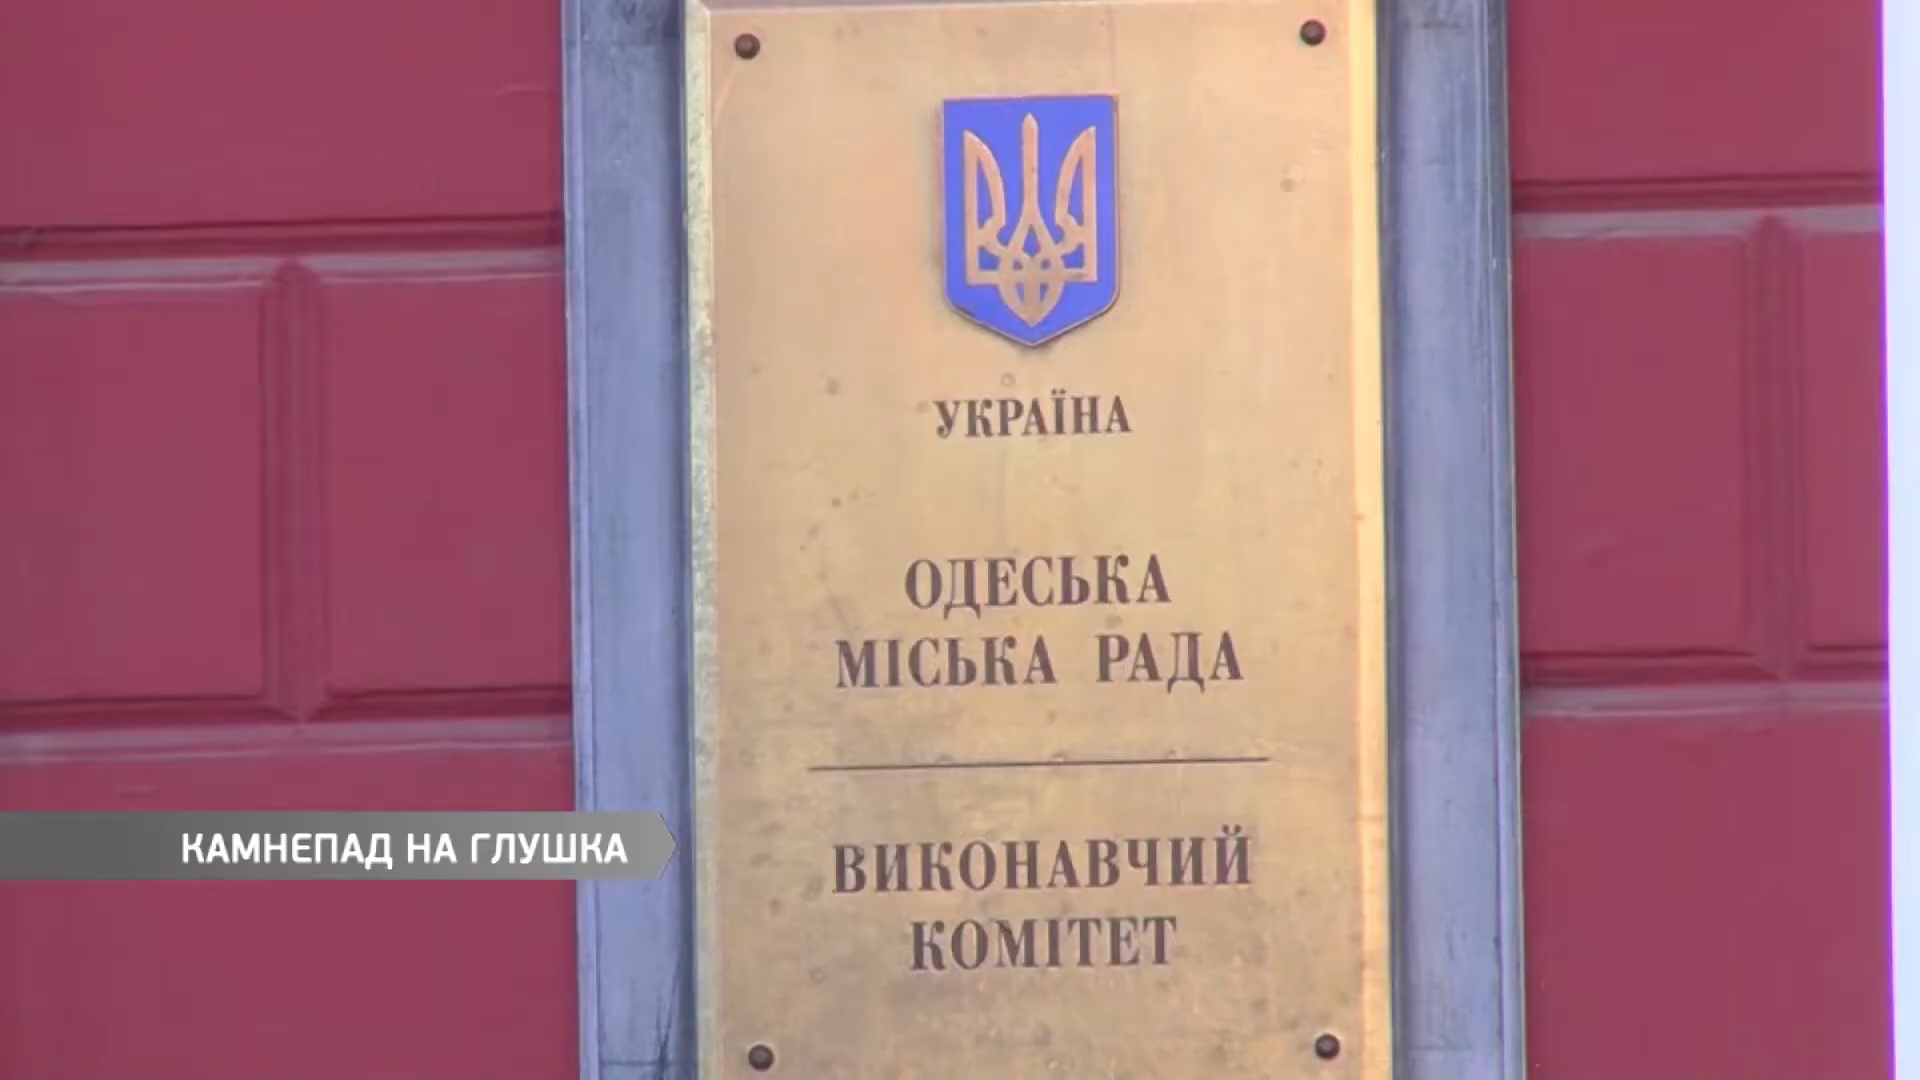 УКРАЇНА
ОДЕСЬКА
МІСЬКА РАДА
ВИКОНАВЧИЙ
КОМІТЕТ
КАМНЕПАД НА ГЛУШКА